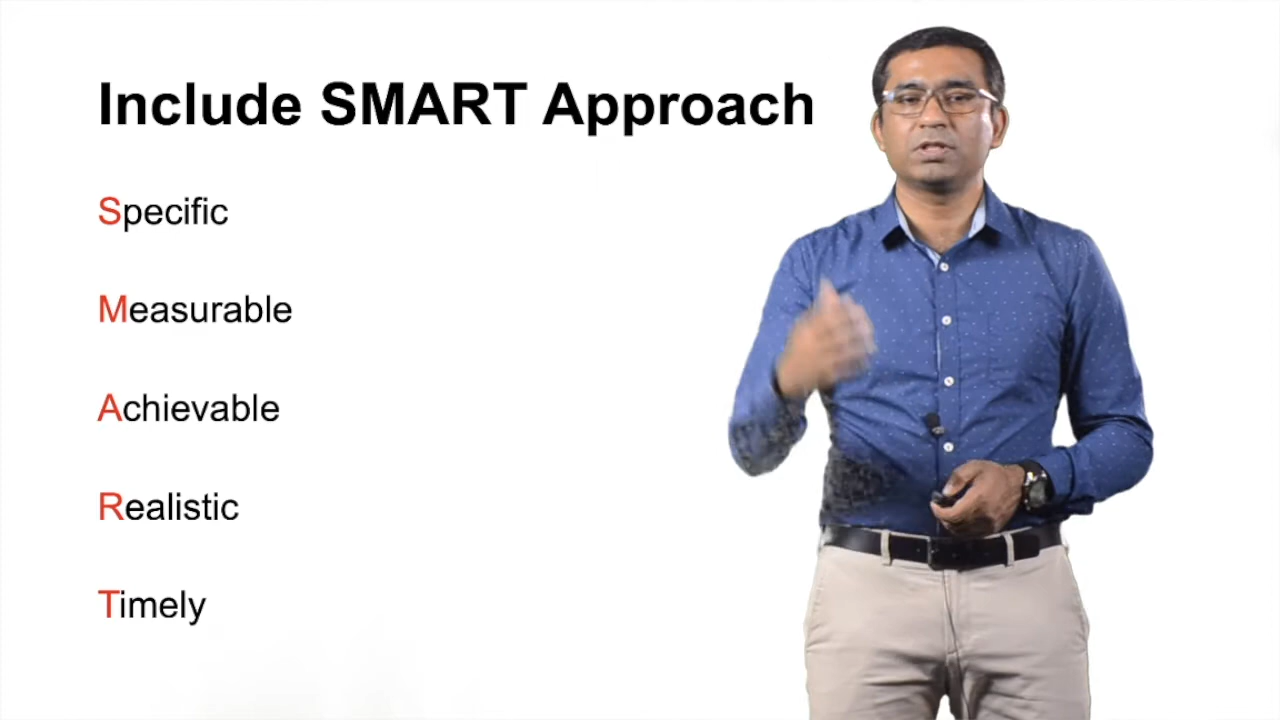 Include SMART Approach
Specific
Measurable
Achievable
Realistic
Timely